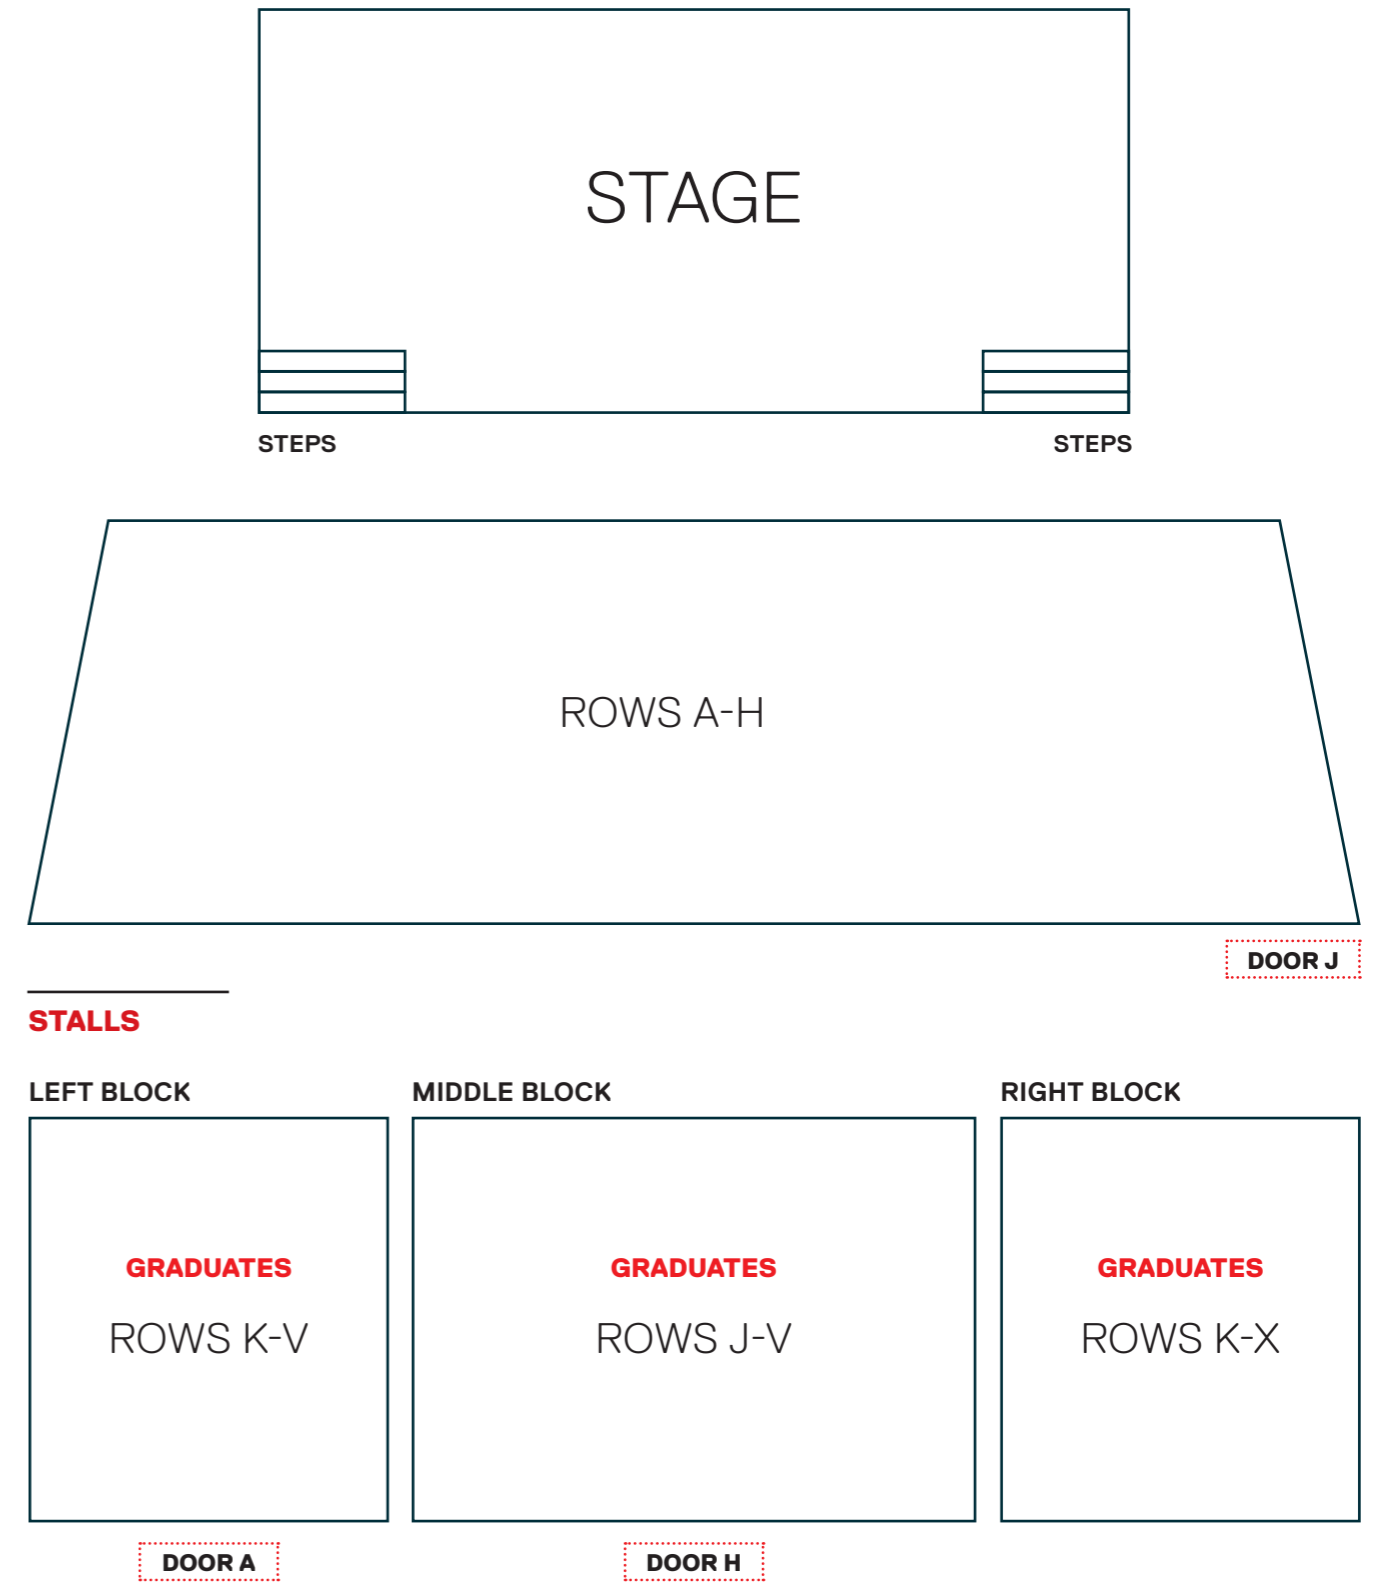 STAGE
STEPS
STEPS
ROWS A-H
DOOR J
STALLS
LEFT BLOCK
MIDDLE BLOCK
RIGHT BLOCK
GRADUATES
GRADUATES
GRADUATES
ROWS K-V
ROWS J-V
ROWS K-X
DOOR A
DOOR H